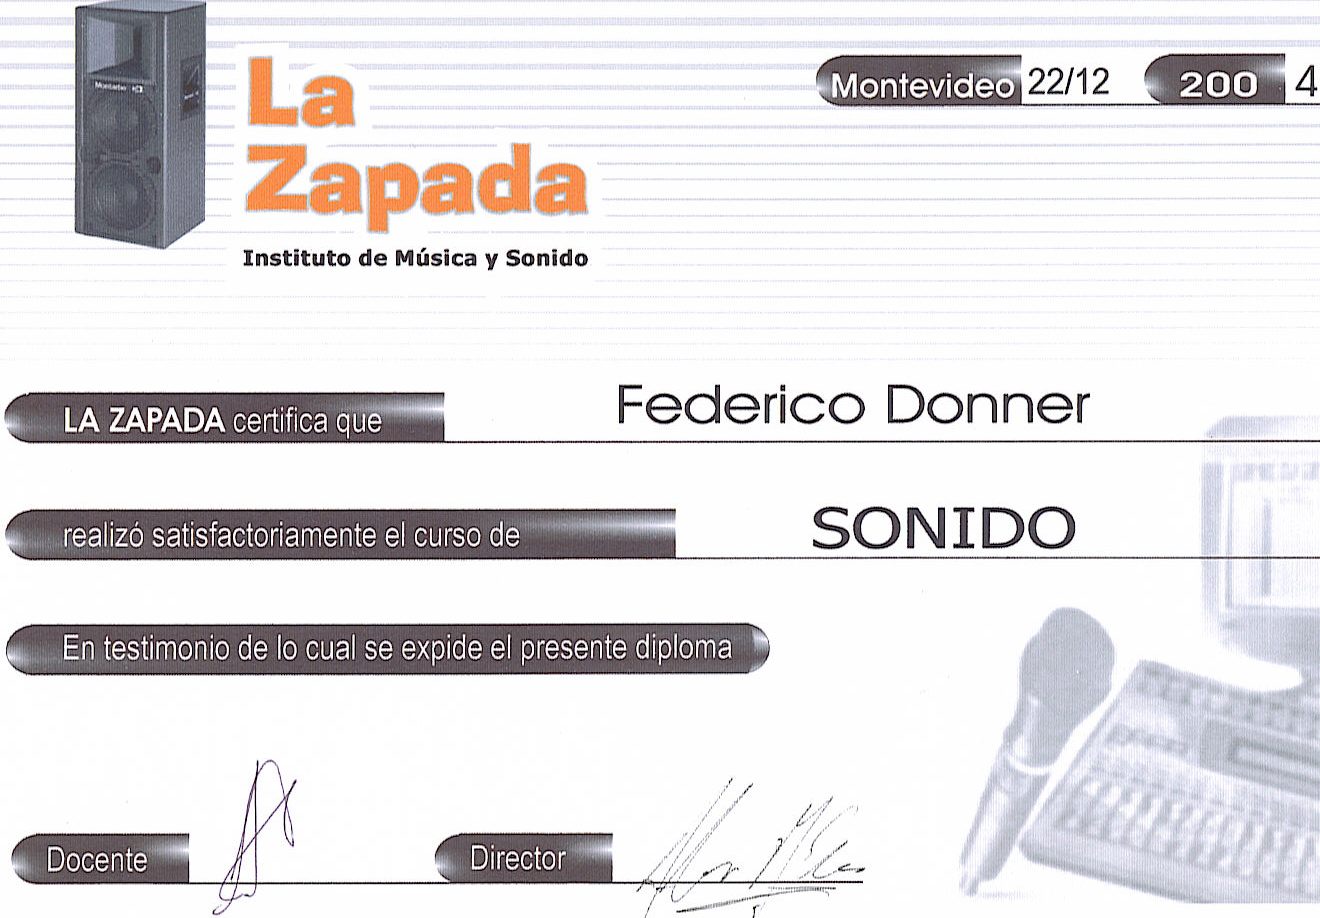 La
Zapada
Instituto de Música y Sonido
Montevideo 22/12 200 4
LA ZAPADA certifica que Federico Donner
realizó satisfactoriamente el curso de SONIDO
En testimonio de lo cual se expide el presente diploma
Docente Director